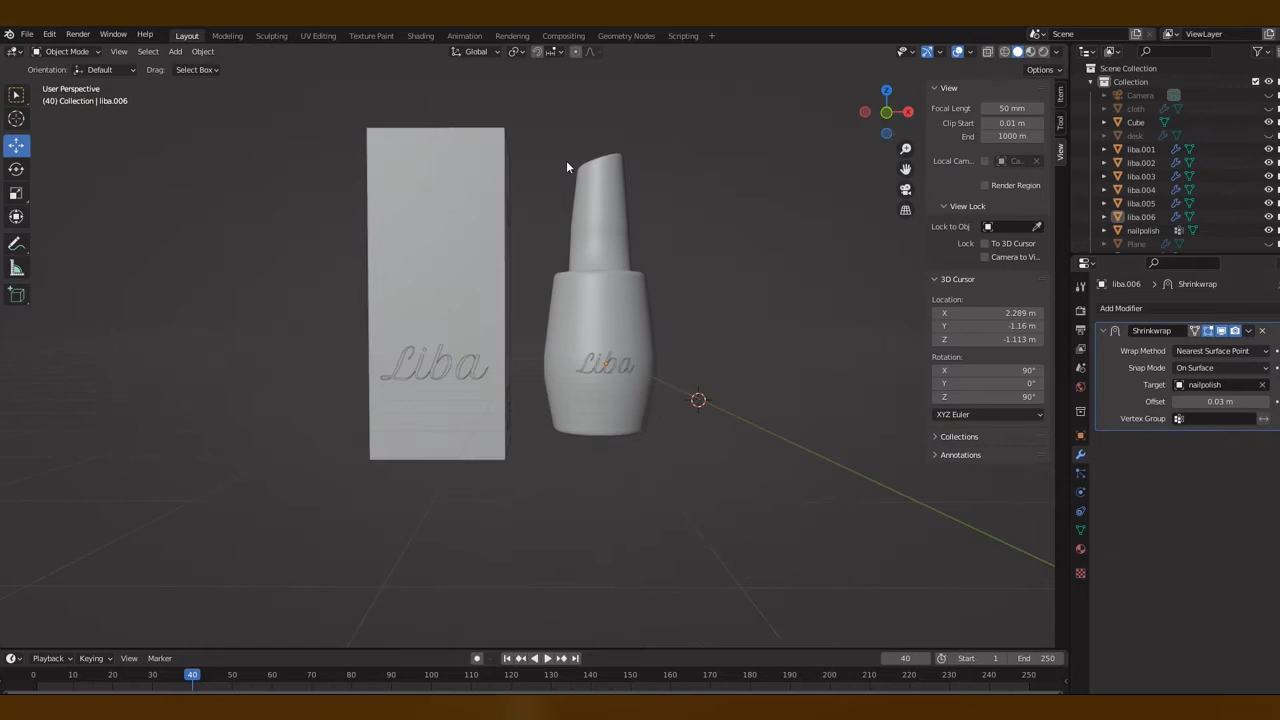 File Edit Render Window Help Layout Modeling Sculpting UV Editing Texture Paint Shading Animation Rendering Compositing Geometry Nodes Scripting + Scene ViewLayer
Object Mode View Select Add Object Global
Orientation: Default Drag: Select Box Options
User Perspective
(40) Collection | liba.006
Z
X
Liba
Liba
View
Focal Lengt 50 mm
Clip Start 0.01 m
End 1000 m
Local Cam... Ca...
Render Region
View Lock
Lock to Obj
Lock To 3D Cursor
Camera to Vi...
3D Cursor
Location:
X 2.289 m
Y -1.16 m
Z -1.113 m
Rotation:
X 90°
Y 0°
Z 90°
XYZ Euler
Collections
Annotations
Item
Tool
View
Scene Collection
Collection
Camera
cloth
Cube
desk
liba.001
liba.002
liba.003
liba.004
liba.005
liba.006
nailpolish
Plane
liba.006 > Shrinkwrap
Add Modifier
Shrinkwrap
Wrap Method Nearest Surface Point
Snap Mode On Surface
Target nailpolish
Offset 0.03 m
Vertex Group
Playback Keying View Marker 40 Start 1 End 250
0 10 20 30 40 50 60 70 80 90 100 110 120 130 140 150 160 170 180 190 200 210 220 230 240 250